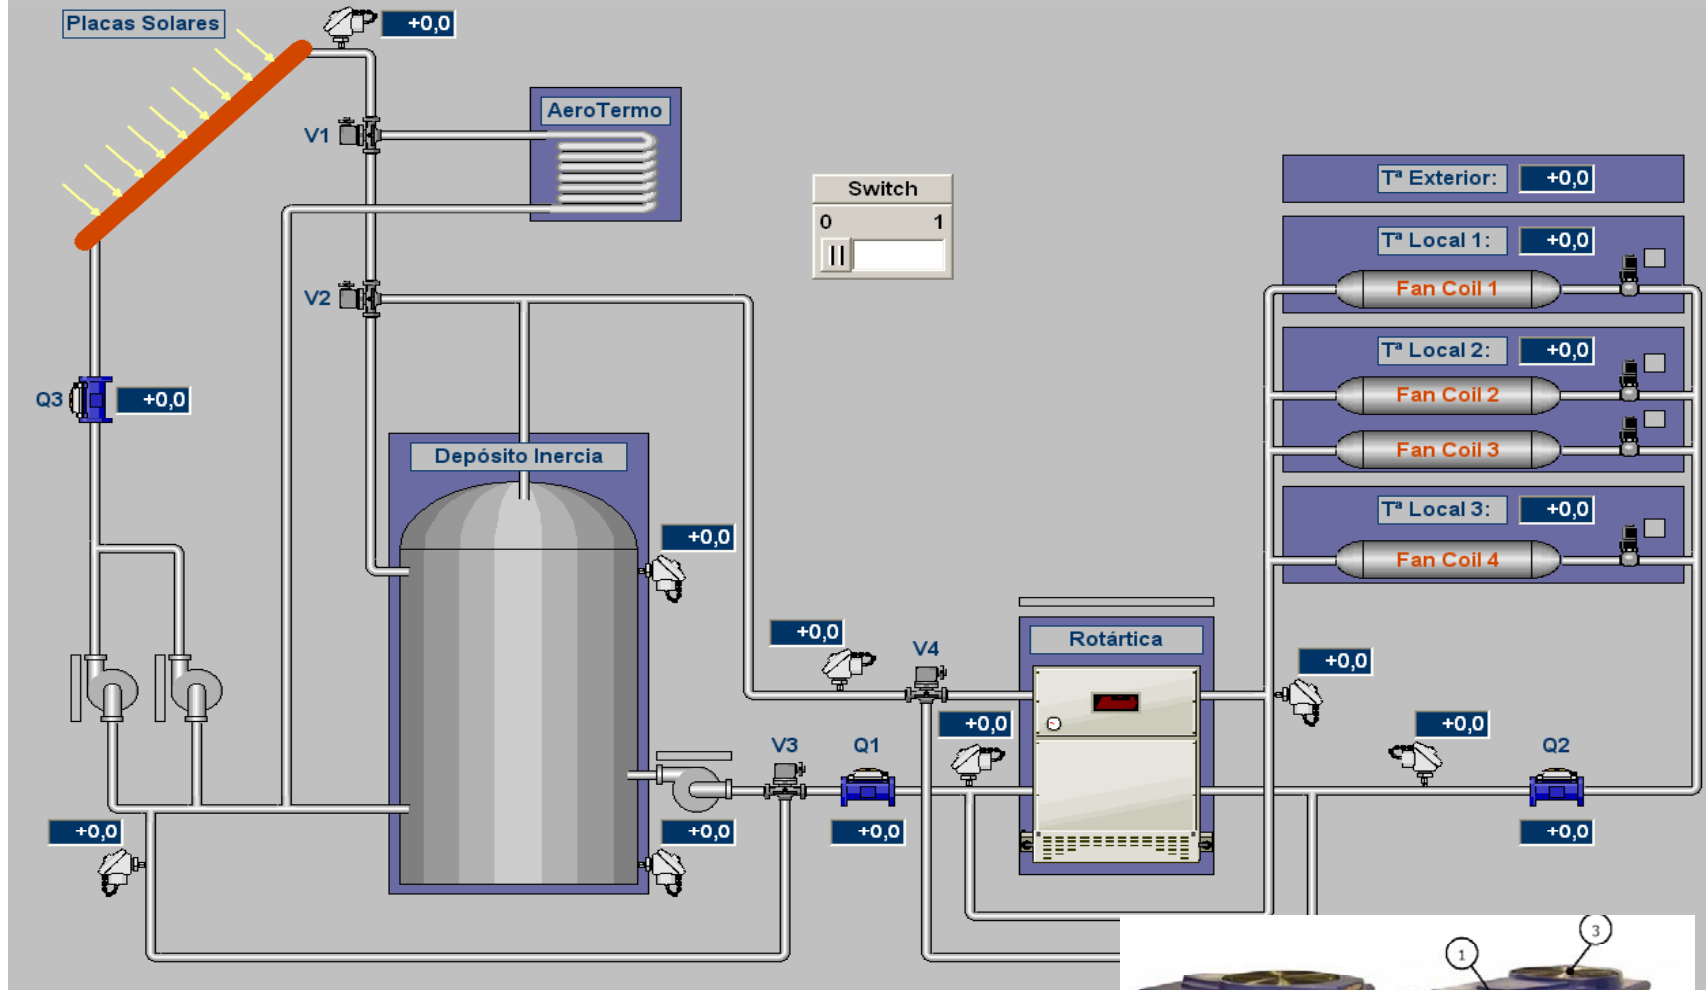 Placas Solares
+0,0
AeroTermo
V1
Switch
0 1
Tª Exterior: +0,0
Tª Local 1: +0,0
Fan Coil 1
V2
Tª Local 2: +0,0
Fan Coil 2
Q3 +0,0
Fan Coil 3
Depósito Inercia
Tª Local 3: +0,0
+0,0
Fan Coil 4
+0,0
V4
Rotártica
+0,0
+0,0
+0,0
V3
Q1
Q2
+0,0
+0,0
+0,0
+0,0
3
1